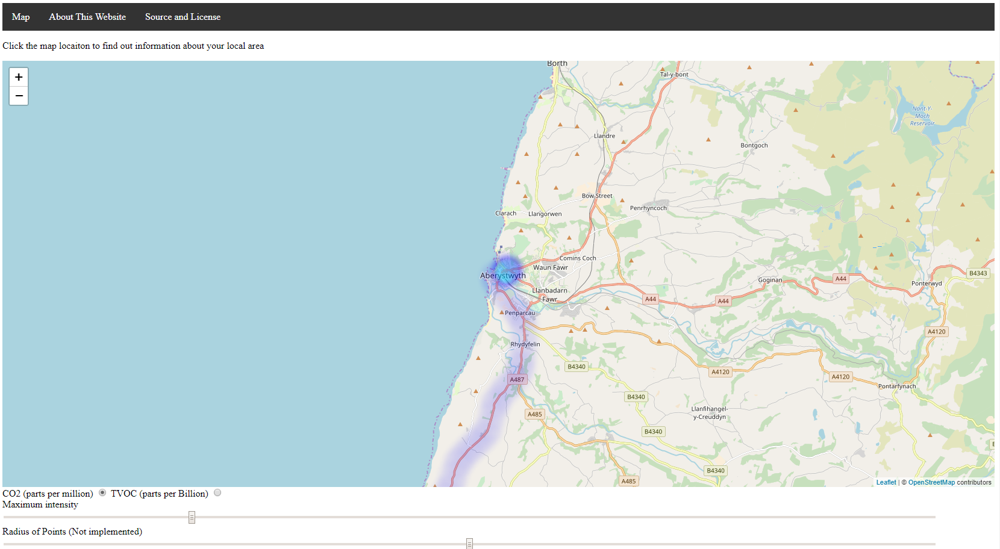 Map About This Website Source and License
Click the map locaiton to find out information about your local area
+
−
Borth
Tal-y-bont
Nant-Y-
Moch
Reservoir
Llandre
Bontgoch
Bow Street
Penrhyncoch
Clarach
Llangorwen
Comins Coch
Waun Fawr
Aberystwyth
B4343
A44
Goginan
Ponterwyd
Llanbadarn
Fawr
A44
A44
Penparcau
A4120
Rhydyfelin
B4340
A4120
A4120
A487
Pontarfynach
B4340
Llanfihangel-
y-Creuddyn
A485
B4340
B4340
A485
Leaflet | © OpenStreetMap contributors
CO2 (parts per million) TVOC (parts per Billion)
Maximum intensity
Radius of Points (Not implemented)